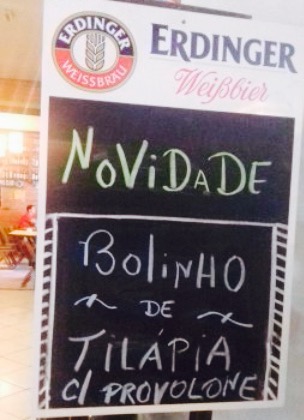 ERDINGER
WEISSBRÄU
ERDINGER
Weißbier
NOViDADE
BOLiNHO
DE
TiLÁPiA
C/ PROVOLONE